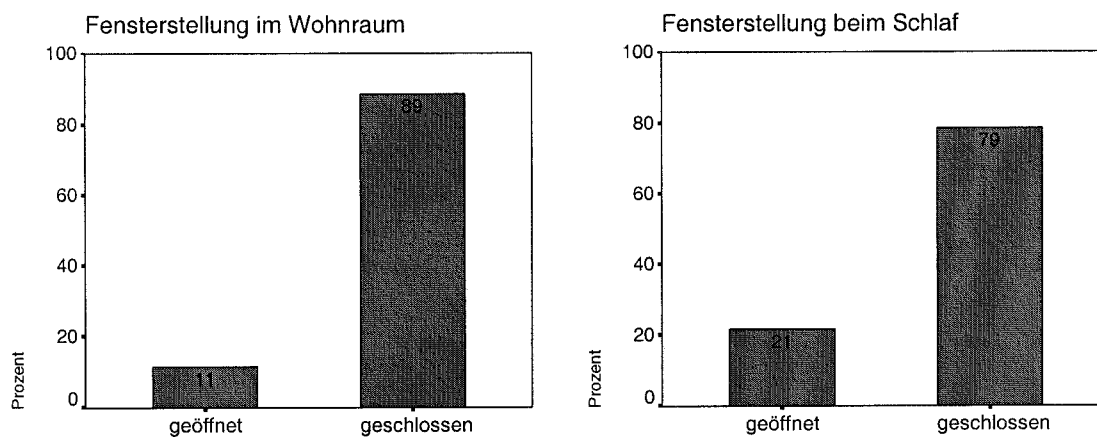 Fensterstellung im Wohnraum
100
80
60
40
20
0
Prozent
89
11
geöffnet
geschlossen
Fensterstellung beim Schlaf
100
80
60
40
20
0
Prozent
79
21
geöffnet
geschlossen